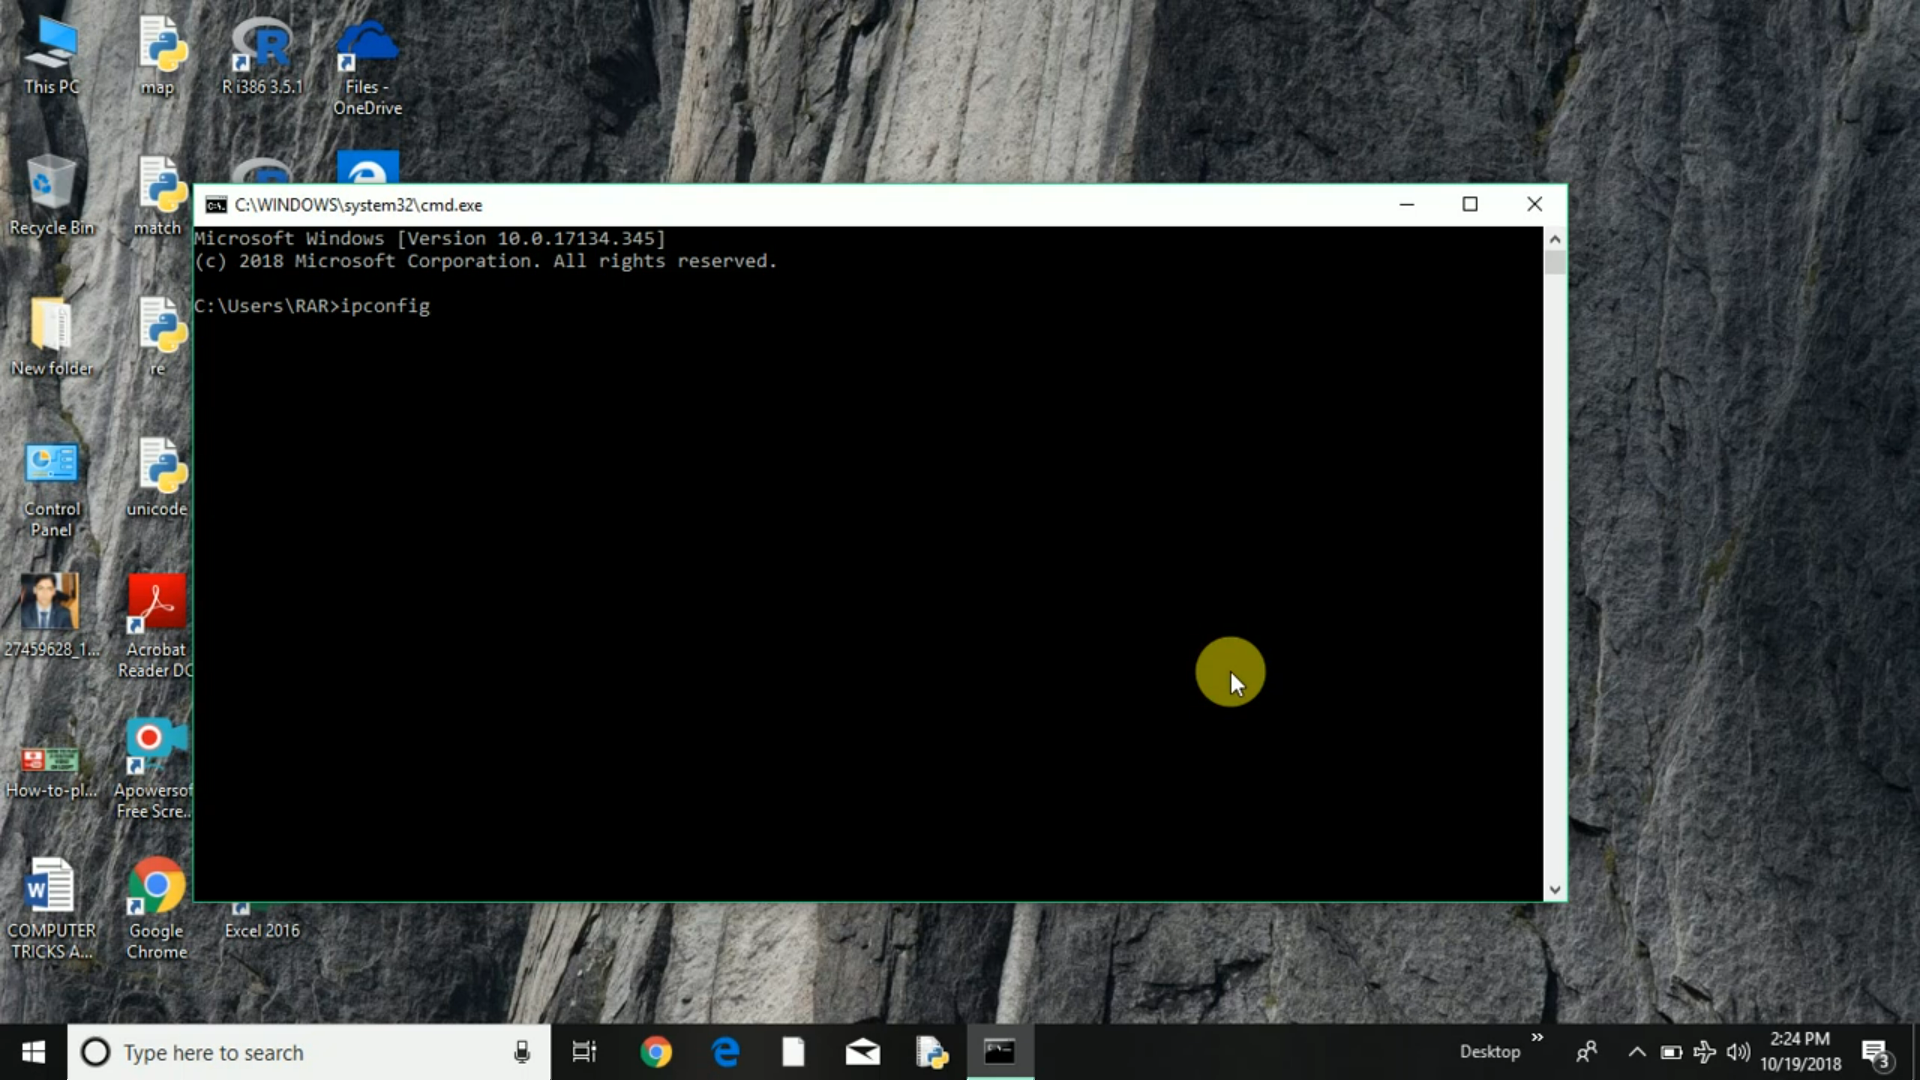 This PC
map
R i386 3.5.1
Files -
OneDrive
Recycle Bin
match
C:\WINDOWS\system32\cmd.exe
Microsoft Windows [Version 10.0.17134.345]
(c) 2018 Microsoft Corporation. All rights reserved.
C:\Users\RAR>ipconfig
New folder
re
Control
Panel
unicode
27459628_1...
Acrobat
Reader DC
How-to-pl...
Apowersof
Free Scre..
COMPUTER
TRICKS A...
Google
Chrome
Excel 2016
Type here to search
Desktop
2:24 PM
10/19/2018
3